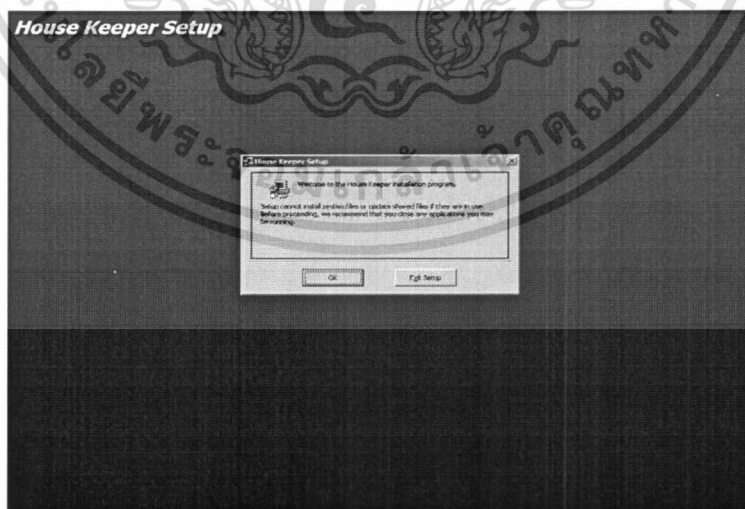 House Keeper Setup
House Keeper Setup
Welcome to the House Keeper installation program.
Setup cannot install system files or update shared files if they are in use.
Before proceeding, we recommend that you close any applications you may
be running.
OK
Exit Setup